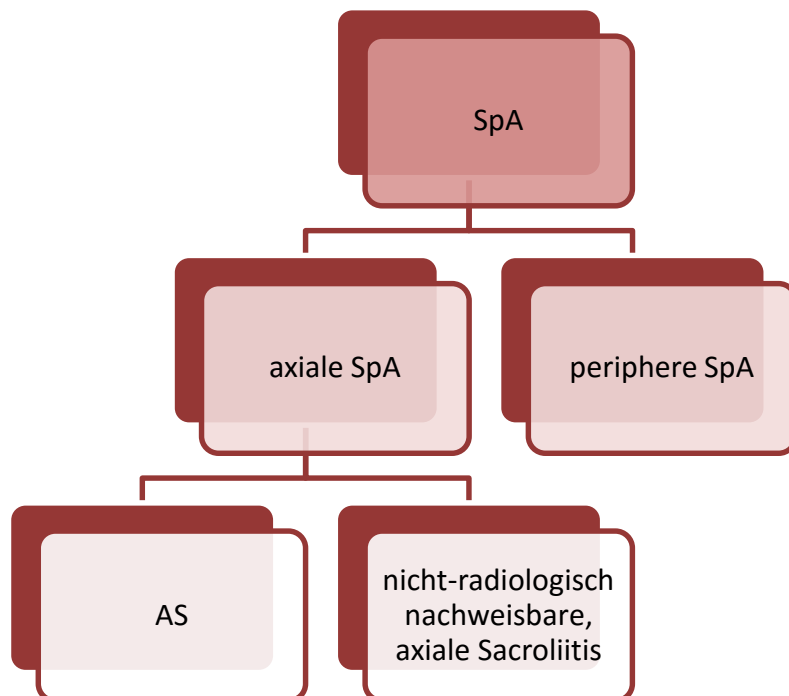 SpA
axiale SpA
periphere SpA
AS
nicht-radiologisch
nachweisbare,
axiale Sacroliitis